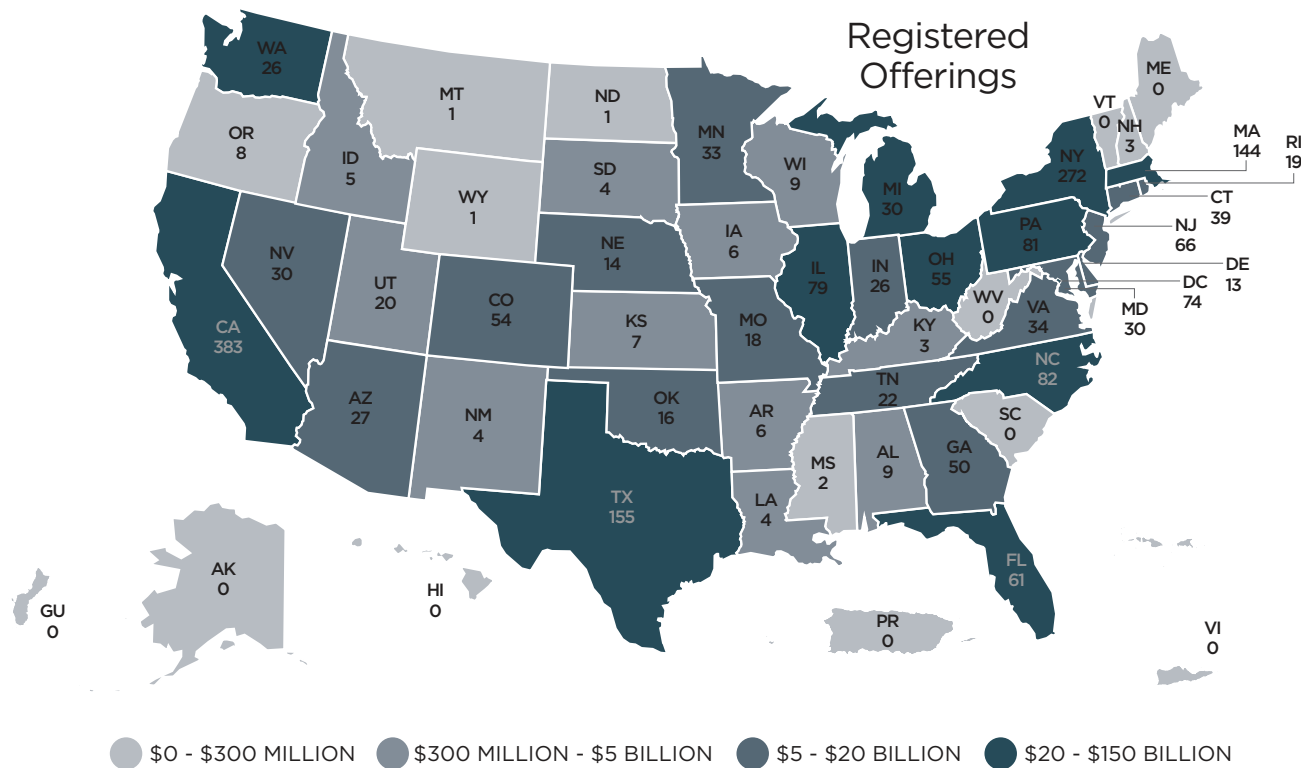 Registered
Offerings
WA
26
OR
8
MT
1
ID
5
WY
1
ND
1
SD
4
MN
33
WI
9
MI
30
NY
272
VT
0
NH
3
ME
0
MA
144
RI
19
CT
39
NJ
66
DE
13
DC
74
MD
30
PA
81
NV
30
UT
20
CO
54
NE
14
IA
6
IL
79
IN
26
OH
55
WV
0
VA
34
CA
383
KS
7
MO
18
KY
3
NC
82
AZ
27
NM
4
OK
16
AR
6
TN
22
SC
0
MS
2
AL
9
GA
50
TX
155
LA
4
FL
61
AK
0
HI
0
GU
0
PR
0
VI
0
$0 - $300 MILLION
$300 MILLION - $5 BILLION
$5 - $20 BILLION
$20 - $150 BILLION